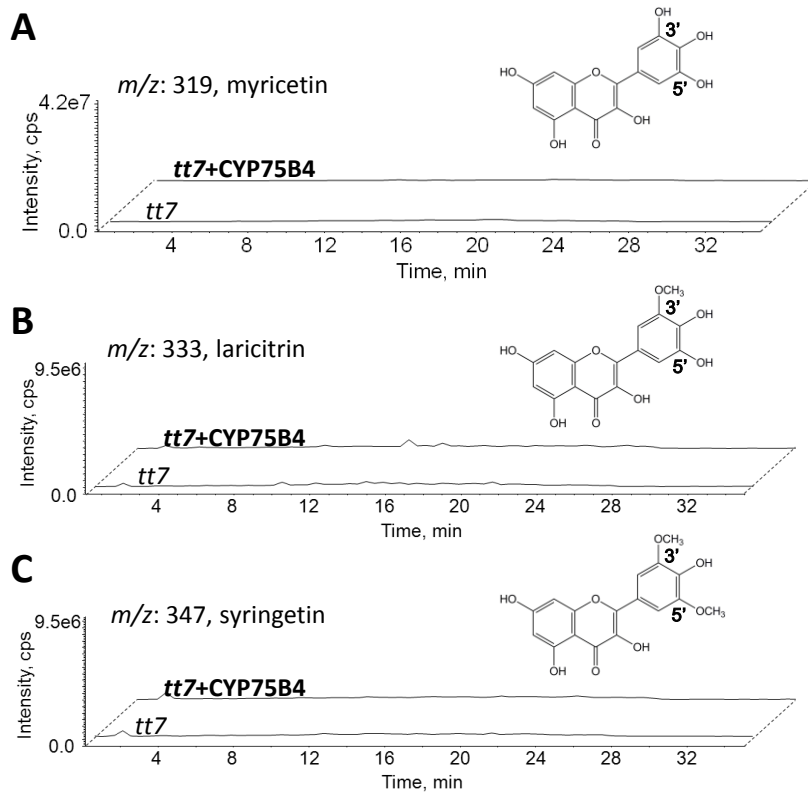 A
m/z: 319, myricetin
OH
3'
HO
O
OH
5'
OH
OH
OH
O
4.2e7
Intensity, cps
tt7+CYP75B4
tt7
0.0
4 8 12 16 20 24 28 32
Time, min
B
m/z: 333, laricitrin
OCH3
3'
HO
O
OH
5'
OH
OH
OH
O
9.5e6
Intensity, cps
tt7+CYP75B4
tt7
0.0
4 8 12 16 20 24 28 32
Time, min
C
m/z: 347, syringetin
OCH3
3'
HO
O
OH
5'
OCH3
OH
OH
O
9.5e6
Intensity, cps
tt7+CYP75B4
tt7
0.0
4 8 12 16 20 24 28 32
Time, min